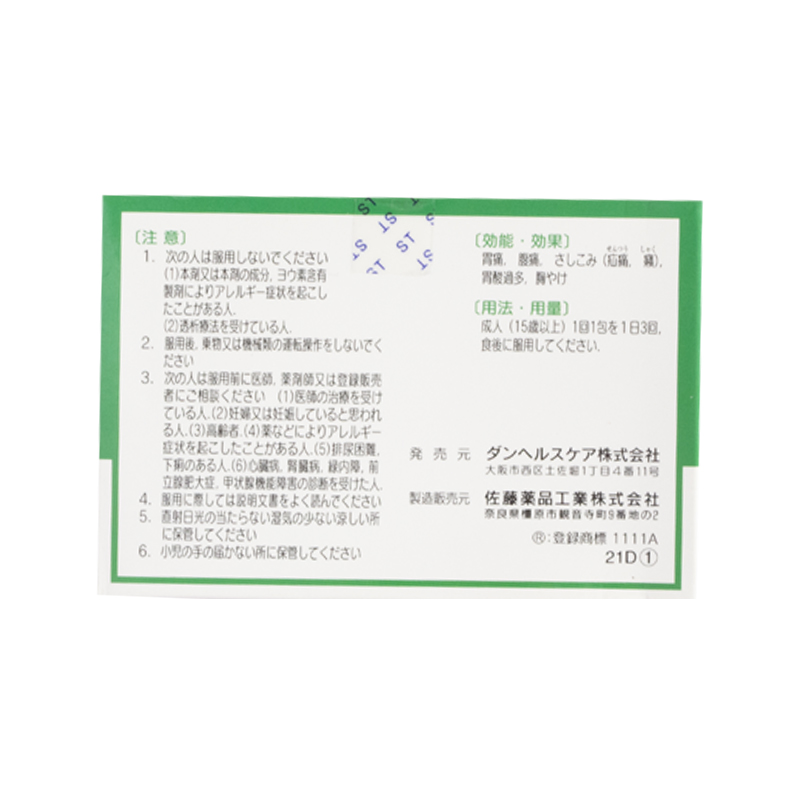 〔注 意〕
1. 次の人は服用しないでください
(1)本剤又は本剤の成分, ヨウ素含有
製剤によりアレルギー症状を起こし
たことがある人.
(2)透析療法を受けている人.
2. 服用後, 乗物又は機械類の運転操作をしないでく
ださい
3. 次の人は服用前に医師, 薬剤師又は登録販売
者にご相談ください (1)医師の治療を受け
ている人.(2)妊婦又は妊娠していると思われ
る人.(3)高齢者.(4)薬などによりアレルギー
症状を起こしたことがある人.(5)排尿困難,
下痢のある人.(6)心臓病, 腎臓病, 緑内障, 前
立腺肥大症, 甲状腺機能障害の診断を受けた人.
4. 服用に際しては説明文書をよく読んでください
5. 直射日光の当たらない湿気の少ない涼しい所
に保管してください
6. 小児の手の届かない所に保管してください
ST ST ST ST ST ST ST
〔効能・効果〕
せんつう しゃく
胃痛, 腹痛, さしこみ (疝痛, 癪),
胃酸過多, 胸やけ
〔用法・用量〕
成人 (15歳以上) 1回1包を1日3回,
食後に服用してください.
発 売 元 ダンヘルスケア株式会社
大阪市西区土佐堀1丁目4番11号
製造販売元 佐藤薬品工業株式会社
奈良県橿原市観音寺町9番地の2
Ⓡ:登録商標 1111A
21D①